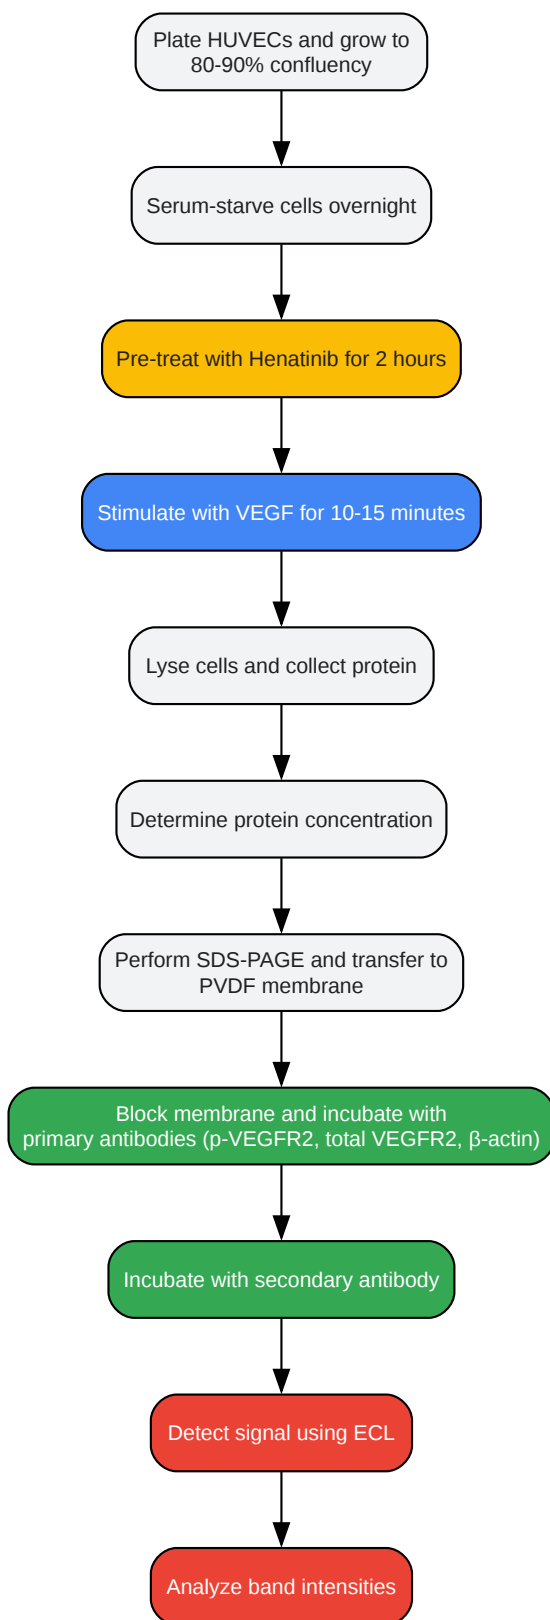 Plate HUVECs and grow to
80-90% confluency
Serum-starve cells overnight
Pre-treat with Henatinib for 2 hours
Stimulate with VEGF for 10-15 minutes
Lyse cells and collect protein
Determine protein concentration
Perform SDS-PAGE and transfer to
PVDF membrane
Block membrane and incubate with
primary antibodies (p-VEGFR2, total VEGFR2, β-actin)
Incubate with secondary antibody
Detect signal using ECL
Analyze band intensities